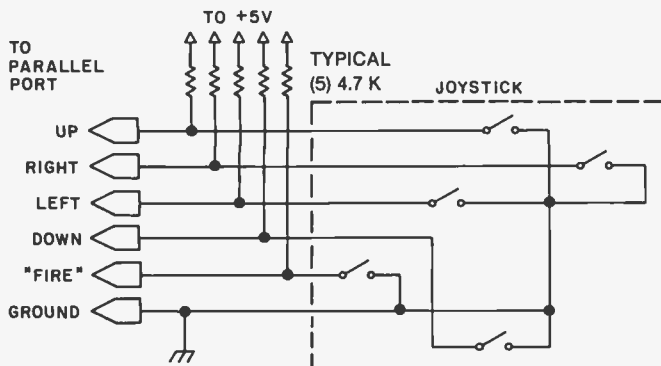 TO +5V
TO
PARALLEL
PORT
TYPICAL
(5) 4.7 K
JOYSTICK
UP
RIGHT
LEFT
DOWN
"FIRE"
GROUND